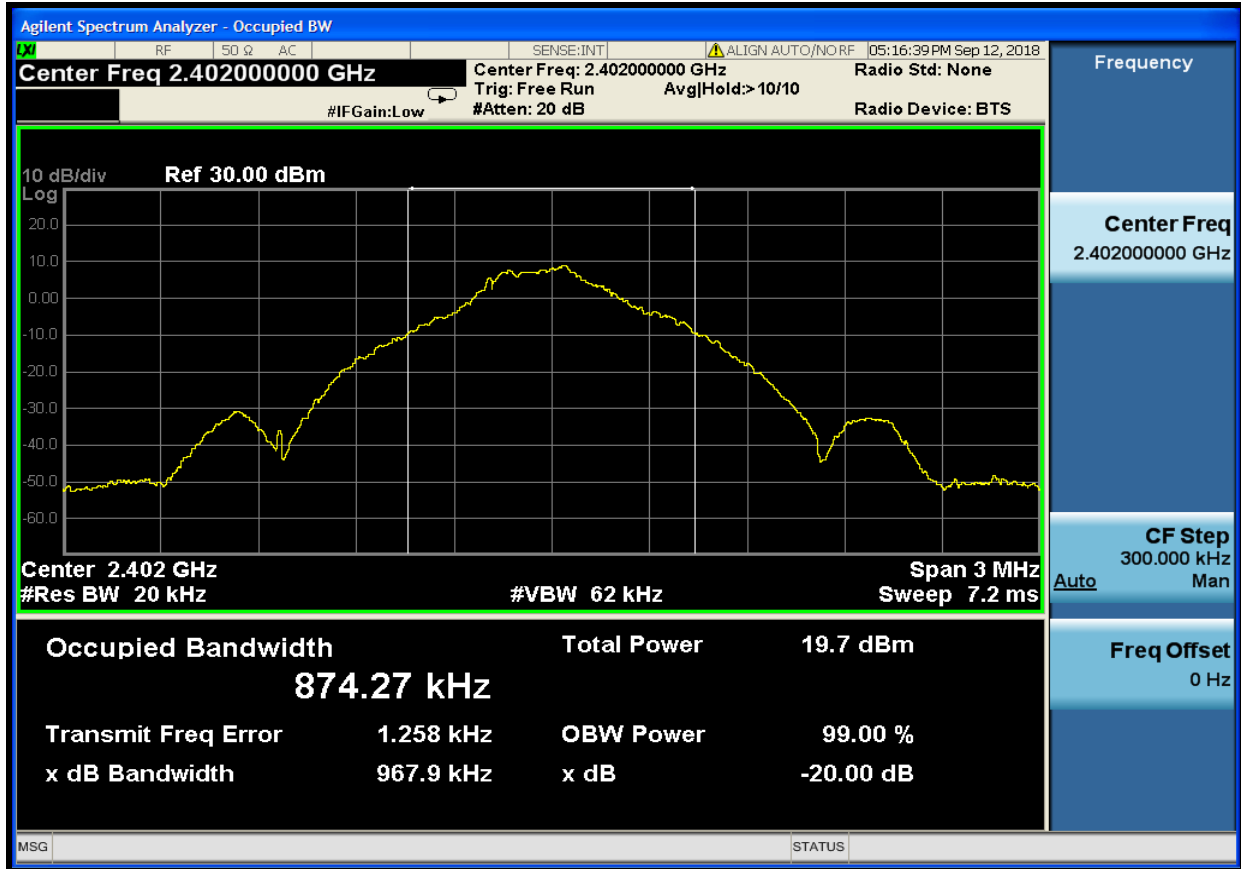 Agilent Spectrum Analyzer - Occupied BW
LXI RF 50 Ω AC SENSE:INT ALIGN AUTO/NO RF 05:16:39 PM Sep 12, 2018
Center Freq 2.402000000 GHz
Center Freq: 2.402000000 GHz Radio Std: None
Trig: Free Run Avg|Hold:> 10/10
#IFGain:Low #Atten: 20 dB Radio Device: BTS
10 dB/div Ref 30.00 dBm
Log
20.0
10.0
0.00
-10.0
-20.0
-30.0
-40.0
-50.0
-60.0
Center 2.402 GHz Span 3 MHz
#Res BW 20 kHz #VBW 62 kHz Sweep 7.2 ms
Occupied Bandwidth Total Power 19.7 dBm
874.27 kHz
Transmit Freq Error 1.258 kHz OBW Power 99.00 %
x dB Bandwidth 967.9 kHz x dB -20.00 dB
MSG STATUS
Frequency
Center Freq
2.402000000 GHz
CF Step
300.000 kHz
Auto Man
Freq Offset
0 Hz